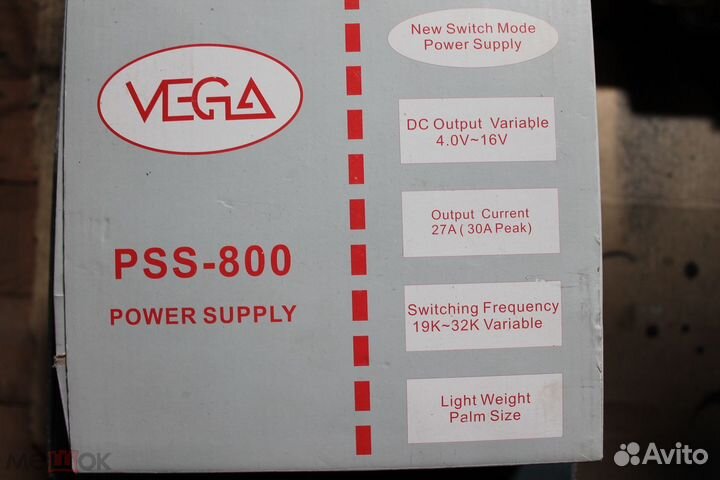 VEGA
PSS-800
POWER SUPPLY
New Switch Mode
Power Supply
DC Output Variable
4.0V~16V
Output Current
27A ( 30A Peak)
Switching Frequency
19K~32K Variable
Light Weight
Palm Size
мешок
Avito